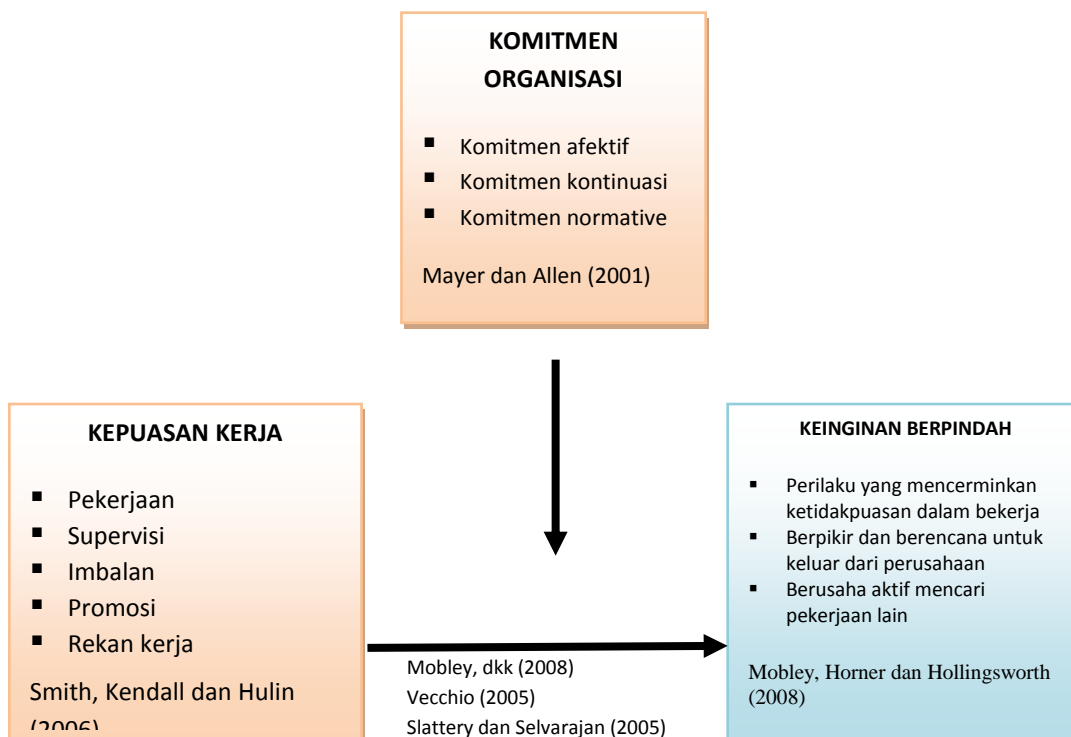 KOMITMEN
ORGANISASI
▪ Komitmen afektif
▪ Komitmen kontinuasi
▪ Komitmen normative
Mayer dan Allen (2001)
KEPUASAN KERJA
▪ Pekerjaan
▪ Supervisi
▪ Imbalan
▪ Promosi
▪ Rekan kerja
Smith, Kendall dan Hulin
(2006)
Mobley, dkk (2008)
Vecchio (2005)
Slattery dan Selvarajan (2005)
KEINGINAN BERPINDAH
▪ Perilaku yang mencerminkan
ketidakpuasan dalam bekerja
▪ Berpikir dan berencana untuk
keluar dari perusahaan
▪ Berusaha aktif mencari
pekerjaan lain
Mobley, Horner dan Hollingsworth
(2008)